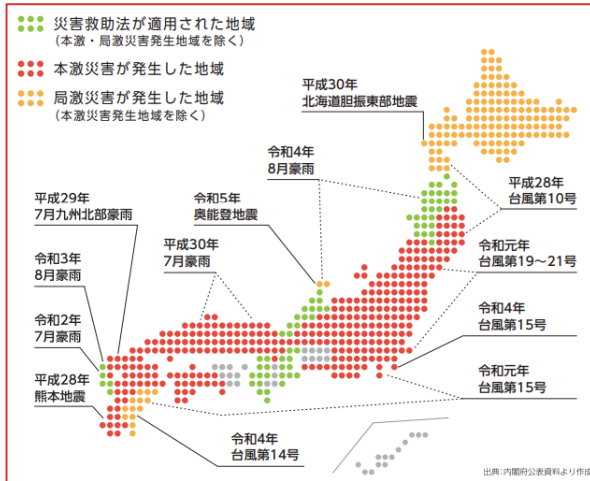 災害救助法が適用された地域
（本激・局激災害発生地域を除く）
本激災害が発生した地域
局激災害が発生した地域
（本激災害発生地域を除く）
平成30年
北海道胆振東部地震
令和4年
8月豪雨
平成28年
台風第10号
平成29年
7月九州北部豪雨
令和5年
奥能登地震
平成30年
7月豪雨
令和元年
台風第19～21号
令和3年
8月豪雨
令和4年
台風第15号
令和2年
7月豪雨
令和元年
台風第15号
平成28年
熊本地震
令和4年
台風第14号
出典:内閣府公表資料より作成